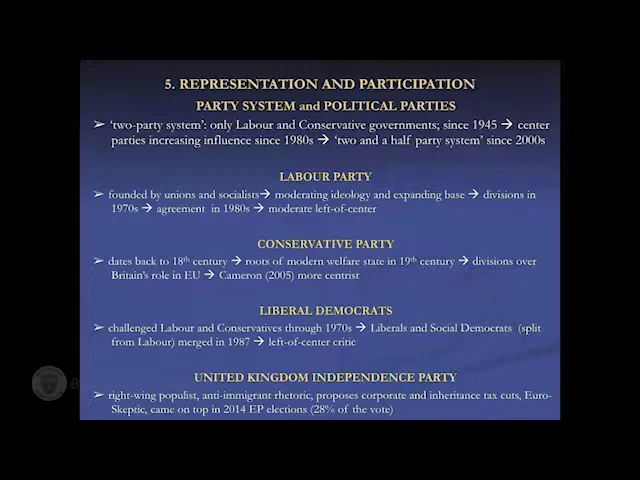 5. REPRESENTATION AND PARTICIPATION
PARTY SYSTEM and POLITICAL PARTIES
➢ ‘two-party system’: only Labour and Conservative governments; since 1945 → center
parties increasing influence since 1980s → ‘two and a half party system’ since 2000s
LABOUR PARTY
➢ founded by unions and socialists→ moderating ideology and expanding base → divisions in
1970s → agreement in 1980s → moderate left-of-center
CONSERVATIVE PARTY
➢ dates back to 18th century → roots of modern welfare state in 19th century → divisions over
Britain’s role in EU → Cameron (2005) more centrist
LIBERAL DEMOCRATS
➢ challenged Labour and Conservatives through 1970s → Liberals and Social Democrats (split
from Labour) merged in 1987 → left-of-center critic
UNITED KINGDOM INDEPENDENCE PARTY
➢ right-wing populist, anti-immigrant rhetoric, proposes corporate and inheritance tax cuts, Euro-
Skeptic, came on top in 2014 EP elections (28% of the vote)